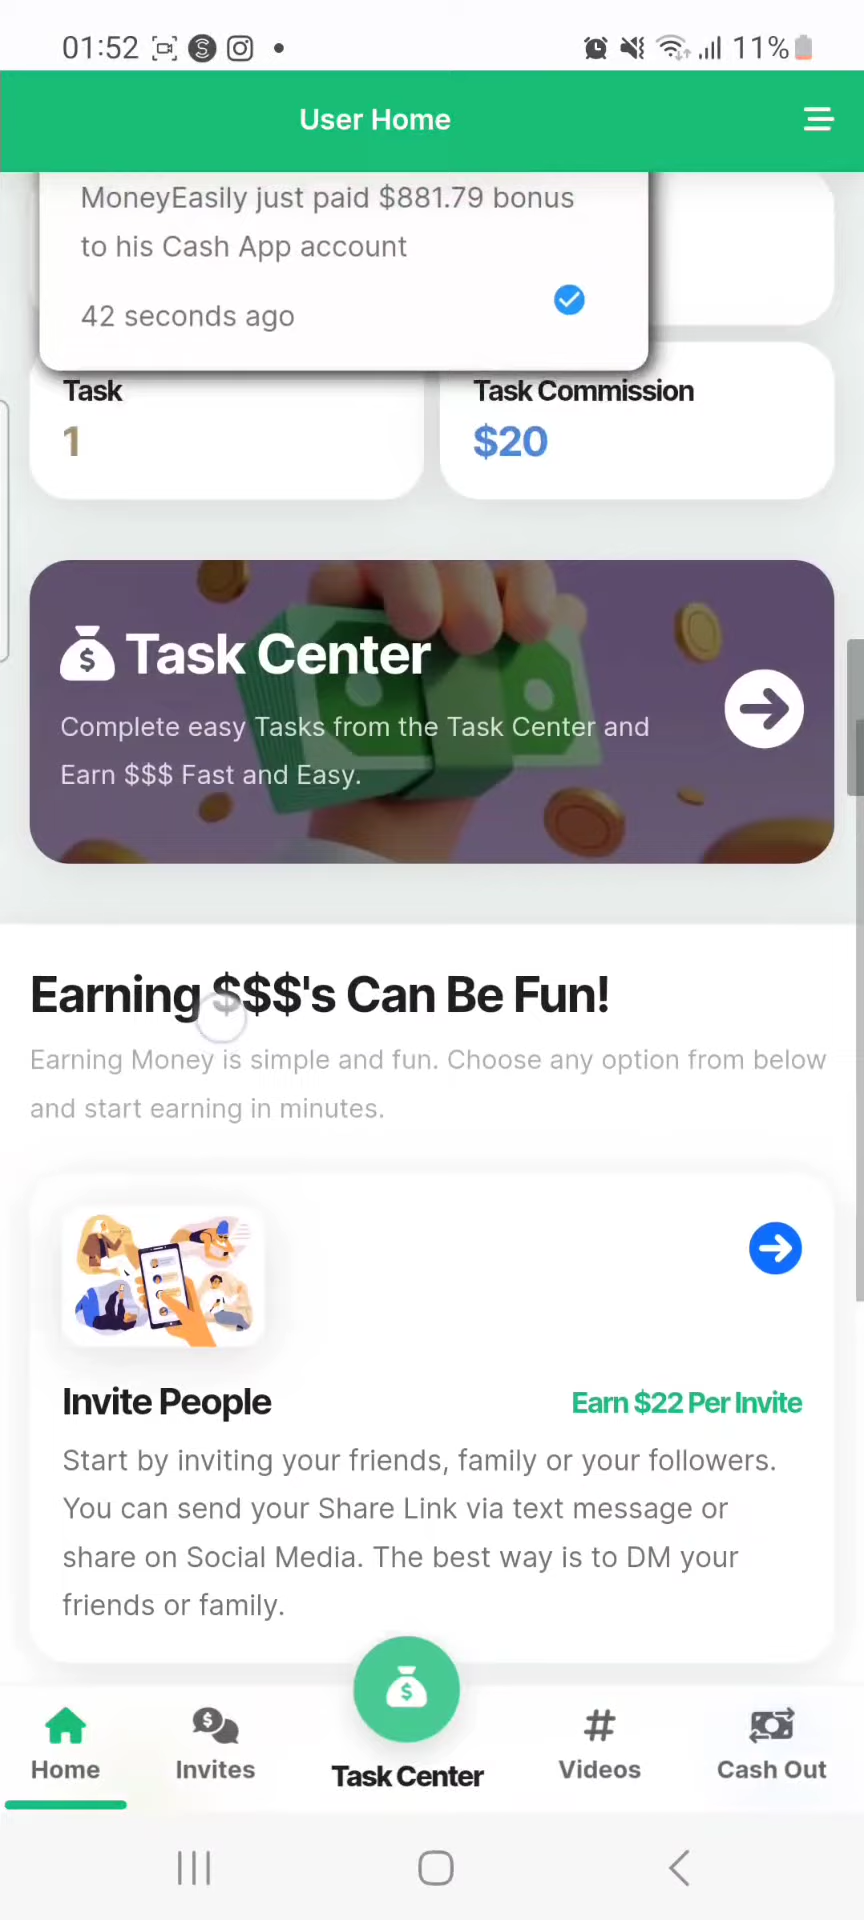 01:52
11%
User Home
MoneyEasily just paid $881.79 bonus
to his Cash App account
42 seconds ago
Task
1
Task Commission
$20
Task Center
Complete easy Tasks from the Task Center and
Earn $$$ Fast and Easy.
Earning $$$'s Can Be Fun!
Earning Money is simple and fun. Choose any option from below
and start earning in minutes.
Invite People
Earn $22 Per Invite
Start by inviting your friends, family or your followers.
You can send your Share Link via text message or
share on Social Media. The best way is to DM your
friends or family.
Home
Invites
Task Center
Videos
Cash Out